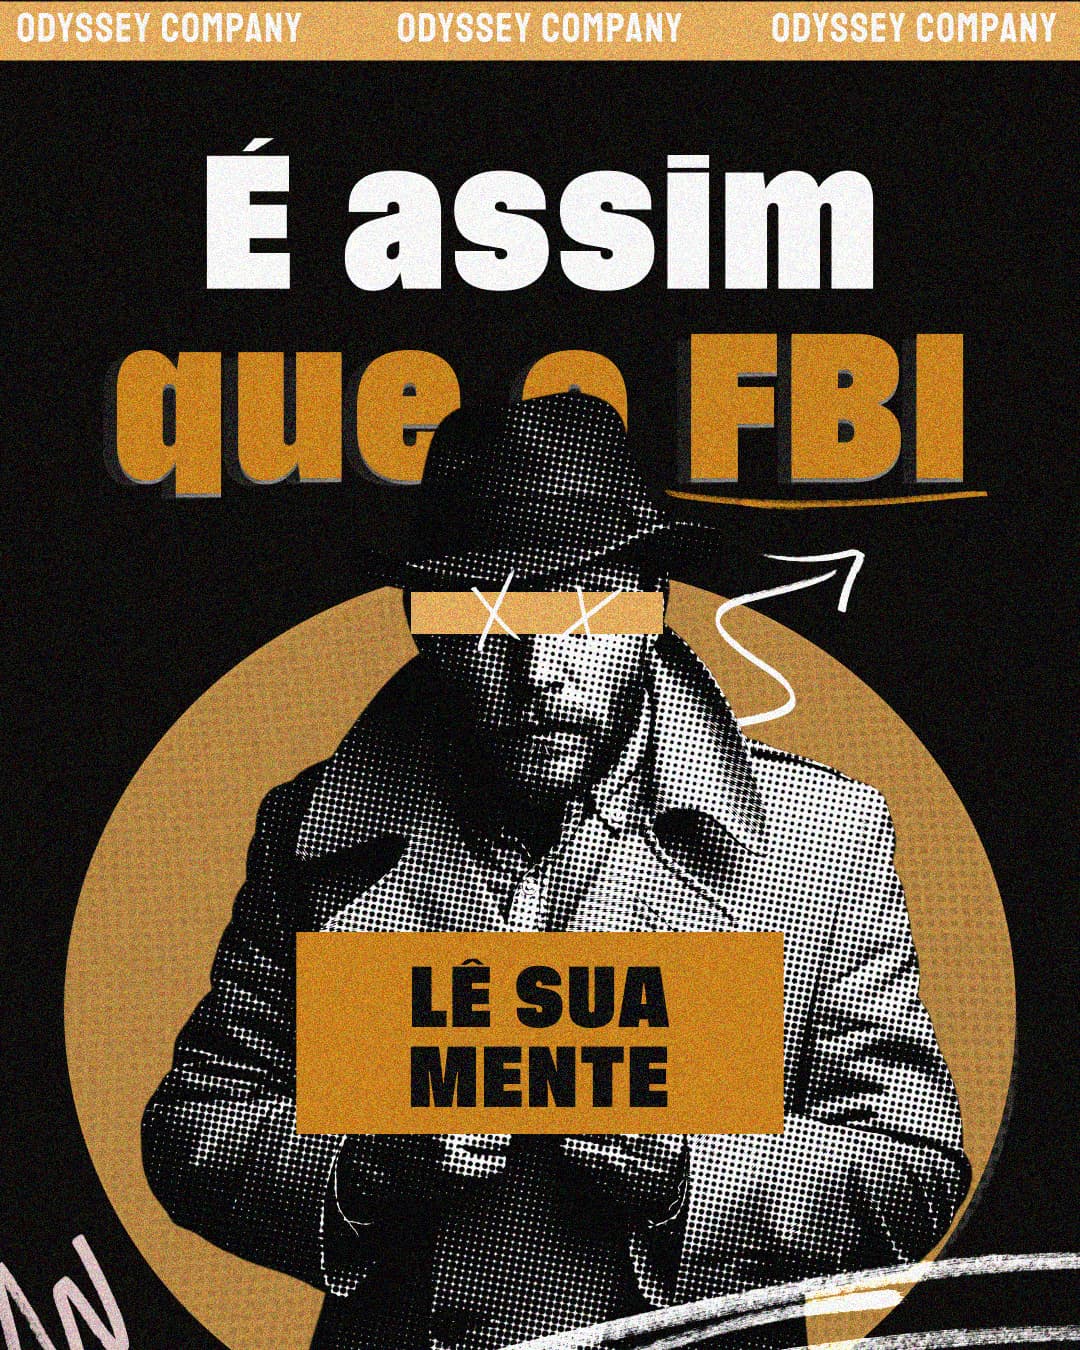 ODYSSEY COMPANY ODYSSEY COMPANY ODYSSEY COMPANY
É assim
que o FBI
LÊ SUA
MENTE